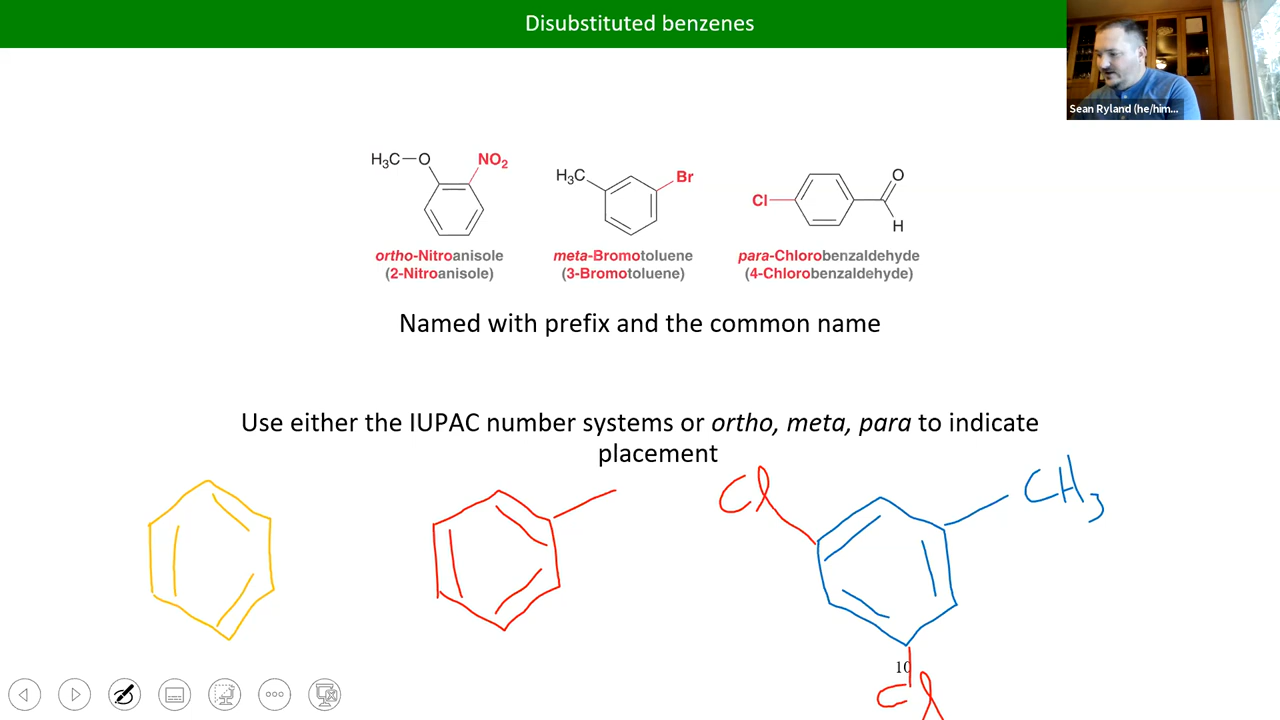 Disubstituted benzenes
Sean Ryland (he/him...
H₃C—O NO₂
H₃C Br
Cl O
H
ortho-Nitroanisole
(2-Nitroanisole)
meta-Bromotoluene
(3-Bromotoluene)
para-Chlorobenzaldehyde
(4-Chlorobenzaldehyde)
Named with prefix and the common name
Use either the IUPAC number systems or ortho, meta, para to indicate
placement
Cl CH₃
10
Cl